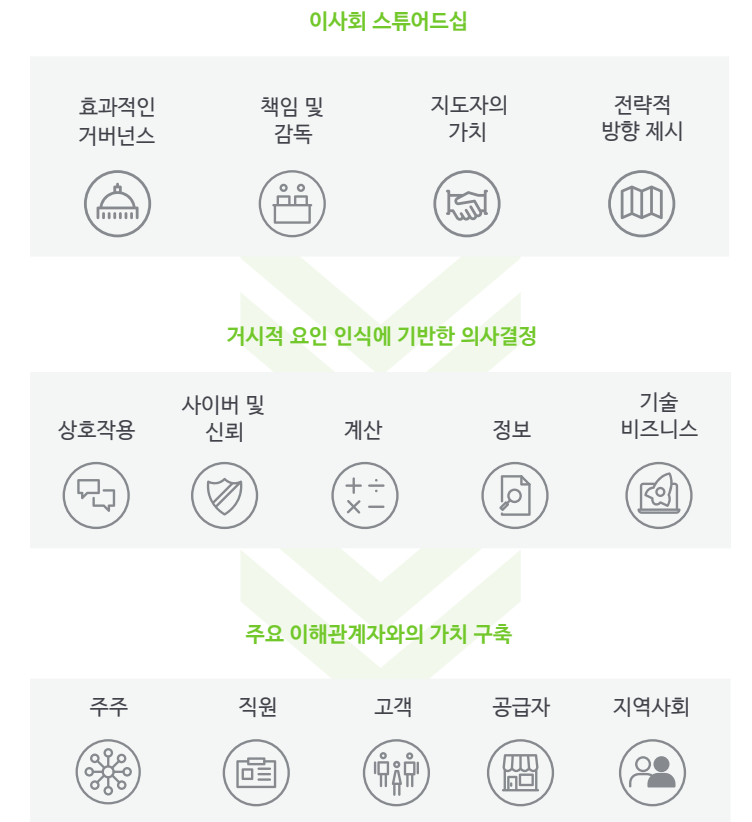 이사회 스튜어드십
효과적인
거버넌스
책임 및
감독
지도자의
가치
전략적
방향 제시
거시적 요인 인식에 기반한 의사결정
상호작용
사이버 및
신뢰
계산
정보
기술
비즈니스
주요 이해관계자와의 가치 구축
주주
직원
고객
공급자
지역사회